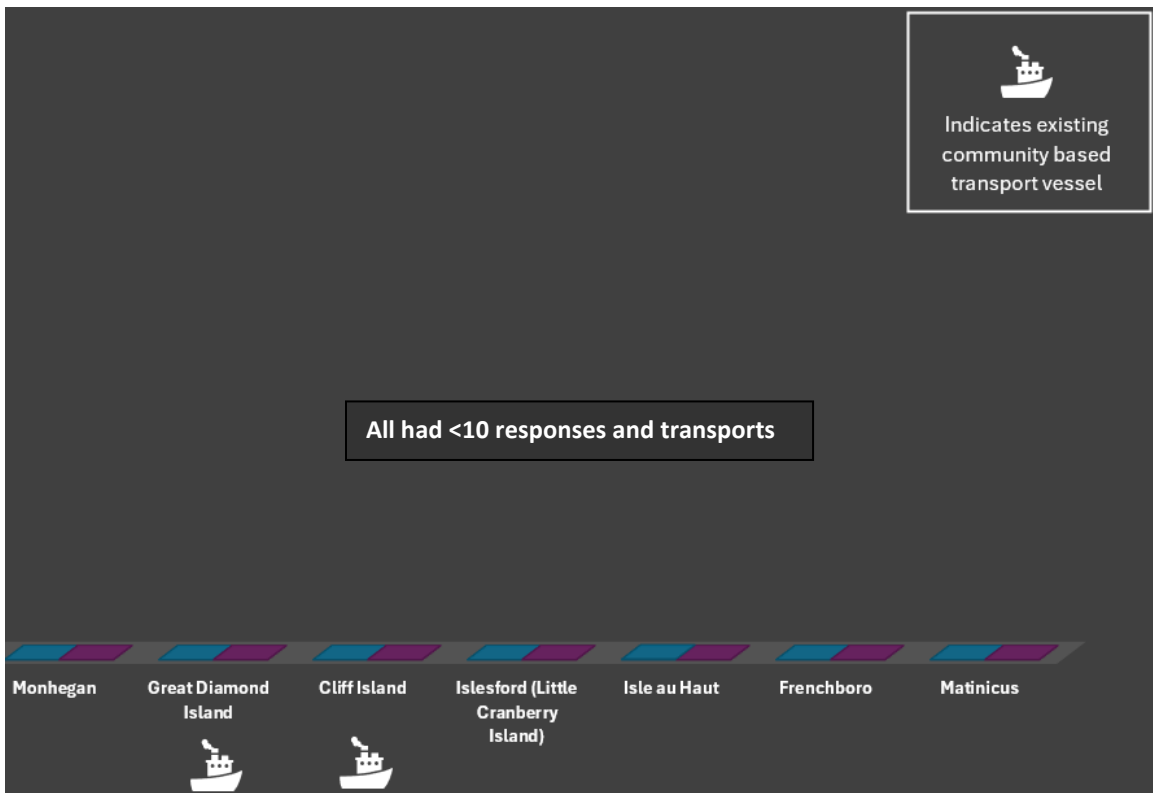 Indicates existing
community based
transport vessel
All had <10 responses and transports
Monhegan
Great Diamond
Island
Cliff Island
Islesford (Little
Cranberry
Island)
Isle au Haut
Frenchboro
Matinicus